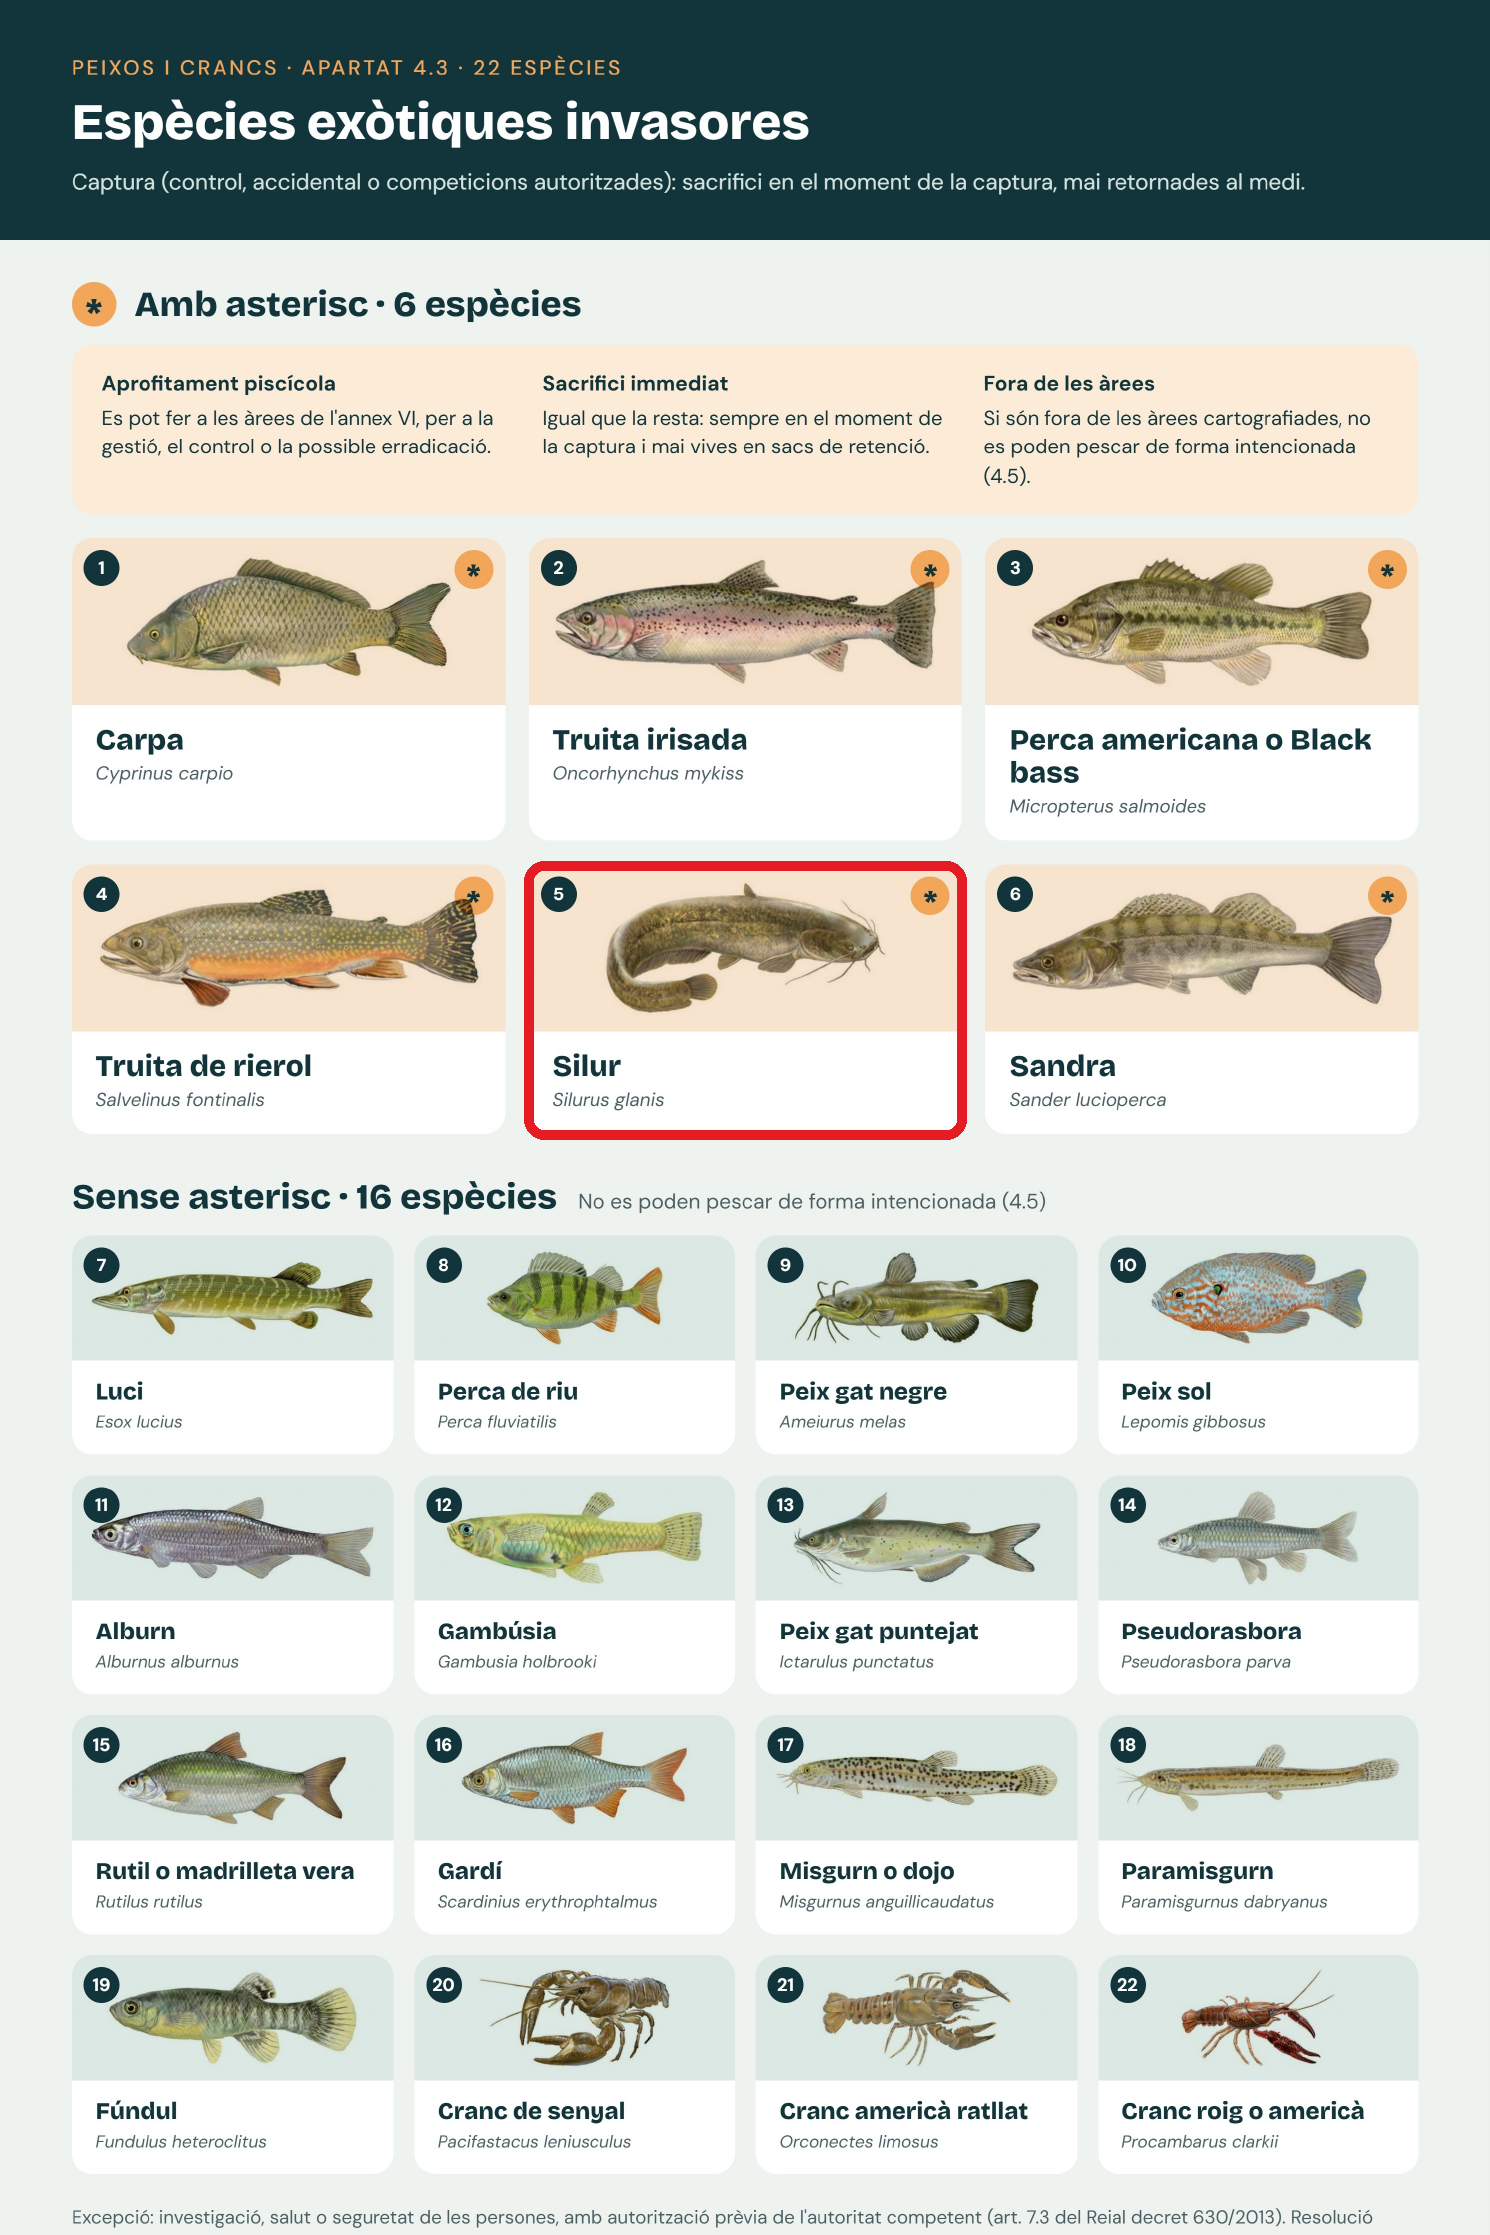 PEIXOS I CRANCS · APARTAT 4.3 · 22 ESPÈCIES
Espècies exòtiques invasores
Captura (control, accidental o competicions autoritzades): sacrifici en el moment de la captura, mai retornades al medi.
* Amb asterisc · 6 espècies
Aprofitament piscícola
Es pot fer a les àrees de l'annex VI, per a la
gestió, el control o la possible erradicació.
Sacrifici immediat
Igual que la resta: sempre en el moment de
la captura i mai vives en sacs de retenció.
Fora de les àrees
Si són fora de les àrees cartografiades, no
es poden pescar de forma intencionada
(4.5).
1 *
Carpa
Cyprinus carpio
2 *
Truita irisada
Oncorhynchus mykiss
3 *
Perca americana o Black
bass
Micropterus salmoides
4 *
Truita de rierol
Salvelinus fontinalis
5 *
Silur
Silurus glanis
6 *
Sandra
Sander lucioperca
Sense asterisc · 16 espècies No es poden pescar de forma intencionada (4.5)
7
Luci
Esox lucius
8
Perca de riu
Perca fluviatilis
9
Peix gat negre
Ameiurus melas
10
Peix sol
Lepomis gibbosus
11
Alburn
Alburnus alburnus
12
Gambúsia
Gambusia holbrooki
13
Peix gat puntejat
Ictarulus punctatus
14
Pseudorasbora
Pseudorasbora parva
15
Rutil o madrilleta vera
Rutilus rutilus
16
Gardí
Scardinius erythrophtalmus
17
Misgurn o dojo
Misgurnus anguillicaudatus
18
Paramisgurn
Paramisgurnus dabryanus
19
Fúndul
Fundulus heteroclitus
20
Cranc de senyal
Pacifastacus leniusculus
21
Cranc americà ratllat
Orconectes limosus
22
Cranc roig o americà
Procambarus clarkii
Excepció: investigació, salut o seguretat de les persones, amb autorització prèvia de l'autoritat competent (art. 7.3 del Reial decret 630/2013). Resolució